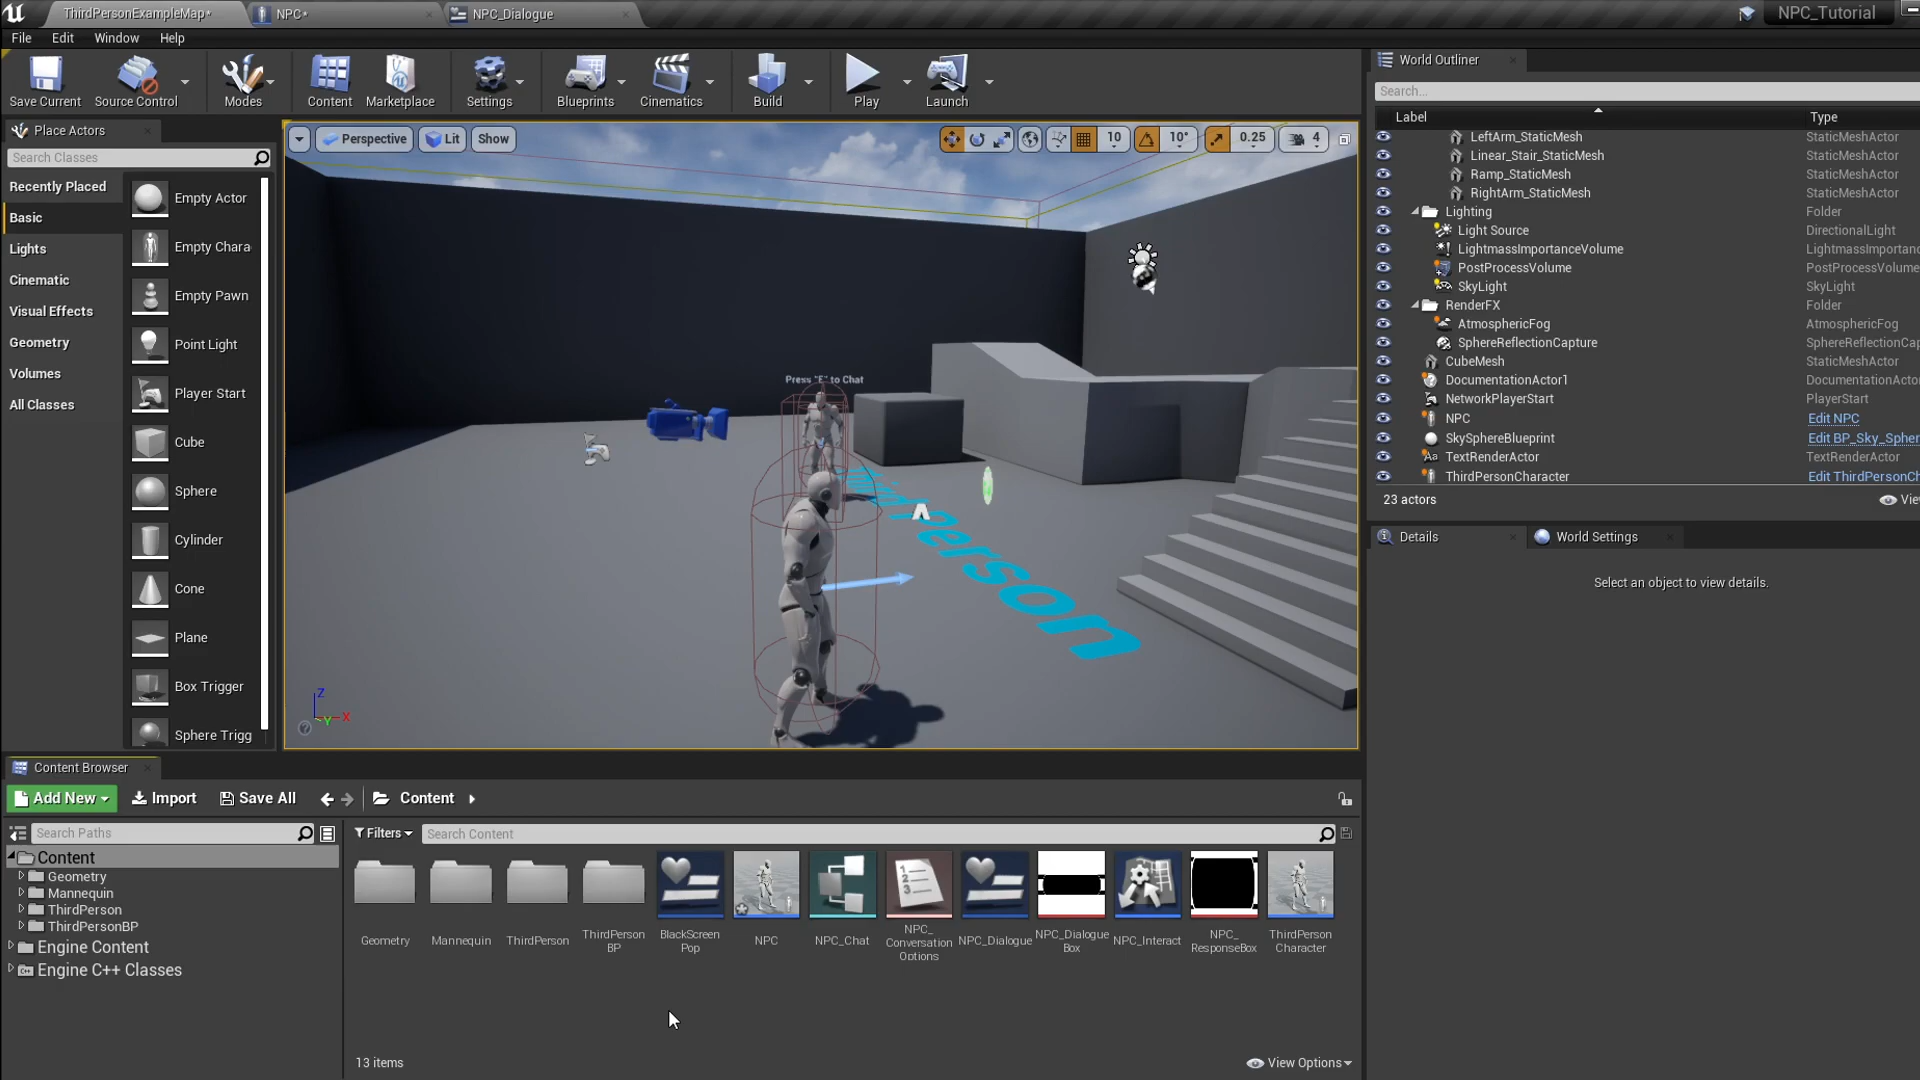 ThirdPersonExampleMap*
NPC*
NPC_Dialogue
NPC_Tutorial
File Edit Window Help
Save Current
Source Control
Modes
Content
Marketplace
Settings
Blueprints
Cinematics
Build
Play
Launch
Place Actors
Search Classes
Recently Placed
Basic
Lights
Cinematic
Visual Effects
Geometry
Volumes
All Classes
Empty Actor
Empty Chara
Empty Pawn
Point Light
Player Start
Cube
Sphere
Cylinder
Cone
Plane
Box Trigger
Sphere Trigg
Perspective
Lit
Show
10
10°
0.25
4
Press "E" to Chat
Person
Z
Y
X
World Outliner
Search...
Label Type
LeftArm_StaticMesh StaticMeshActor
Linear_Stair_StaticMesh StaticMeshActor
Ramp_StaticMesh StaticMeshActor
RightArm_StaticMesh StaticMeshActor
Lighting Folder
Light Source DirectionalLight
LightmassImportanceVolume LightmassImportanc
PostProcessVolume PostProcessVolume
SkyLight SkyLight
RenderFX Folder
AtmosphericFog AtmosphericFog
SphereReflectionCapture SphereReflectionCap
CubeMesh StaticMeshActor
DocumentationActor1 DocumentationActo
NetworkPlayerStart PlayerStart
NPC Edit NPC
SkySphereBlueprint Edit BP_Sky_Spher
TextRenderActor TextRenderActor
ThirdPersonCharacter Edit ThirdPersonCh
23 actors
Vie
Details
World Settings
Select an object to view details.
Content Browser
Add New
Import
Save All
Content
Search Paths
Filters
Search Content
Content
Geometry
Mannequin
ThirdPerson
ThirdPersonBP
Engine Content
Engine C++ Classes
Geometry
Mannequin
ThirdPerson
ThirdPerson
BP
BlackScreen
Pop
NPC
NPC_Chat
NPC_
Conversation
Options
NPC_Dialogue
NPC_Dialogue
Box
NPC_Interact
NPC_
ResponseBox
ThirdPerson
Character
13 items
View Options